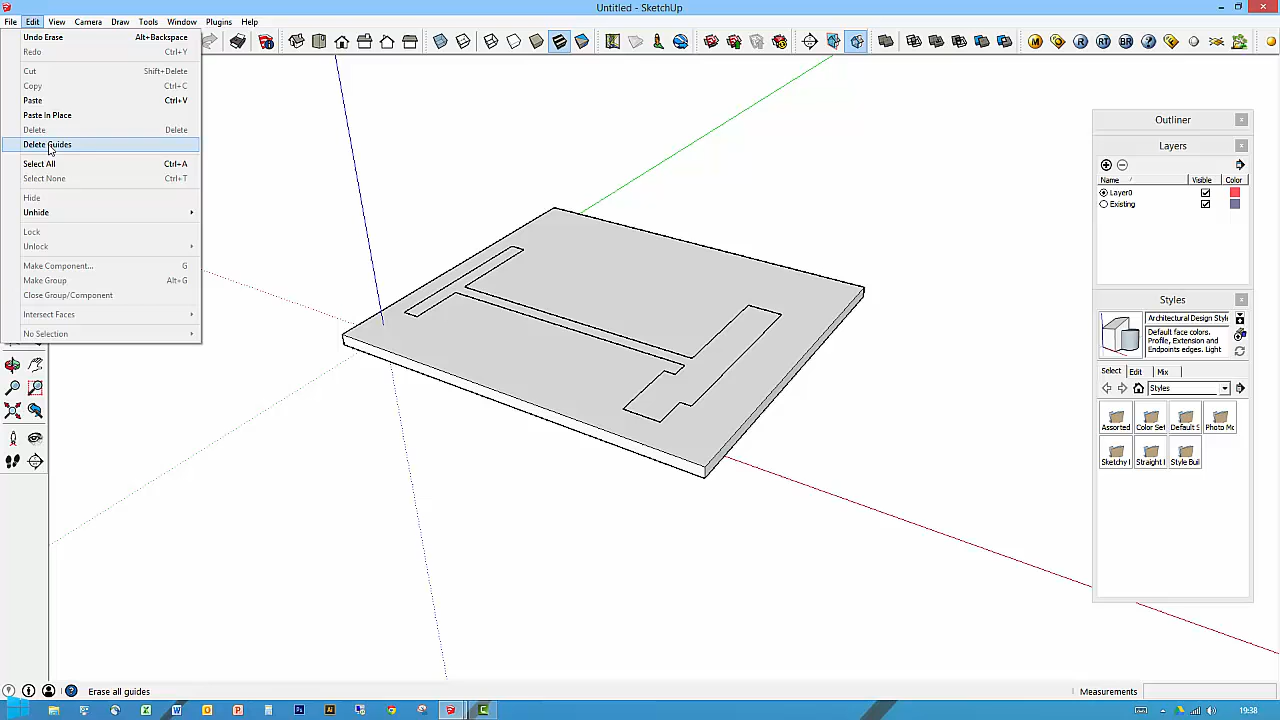 Untitled - SketchUp
File Edit View Camera Draw Tools Window Plugins Help
Undo Erase Alt+Backspace
Redo Ctrl+Y
Cut Shift+Delete
Copy Ctrl+C
Paste Ctrl+V
Paste In Place
Delete Delete
Delete Guides
Select All Ctrl+A
Select None Ctrl+T
Hide
Unhide
Lock
Unlock
Make Component... G
Make Group Alt+G
Close Group/Component
Intersect Faces
No Selection
Outliner
Layers
Name Visible Color
Layer0
Existing
Styles
Architectural Design Style
Default face colors.
Profile, Extension and
Endpoints edges. Light
Select Edit Mix
Styles
Assorted Color Set Default S Photo Mo
Sketchy I Straight I Style Buil
Erase all guides
Measurements
19:38